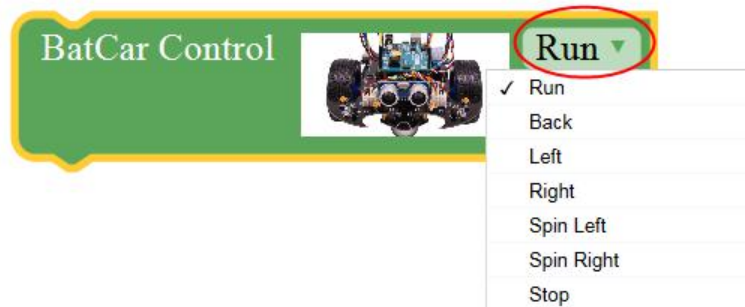 BatCar Control Run
✓ Run
Back
Left
Right
Spin Left
Spin Right
Stop